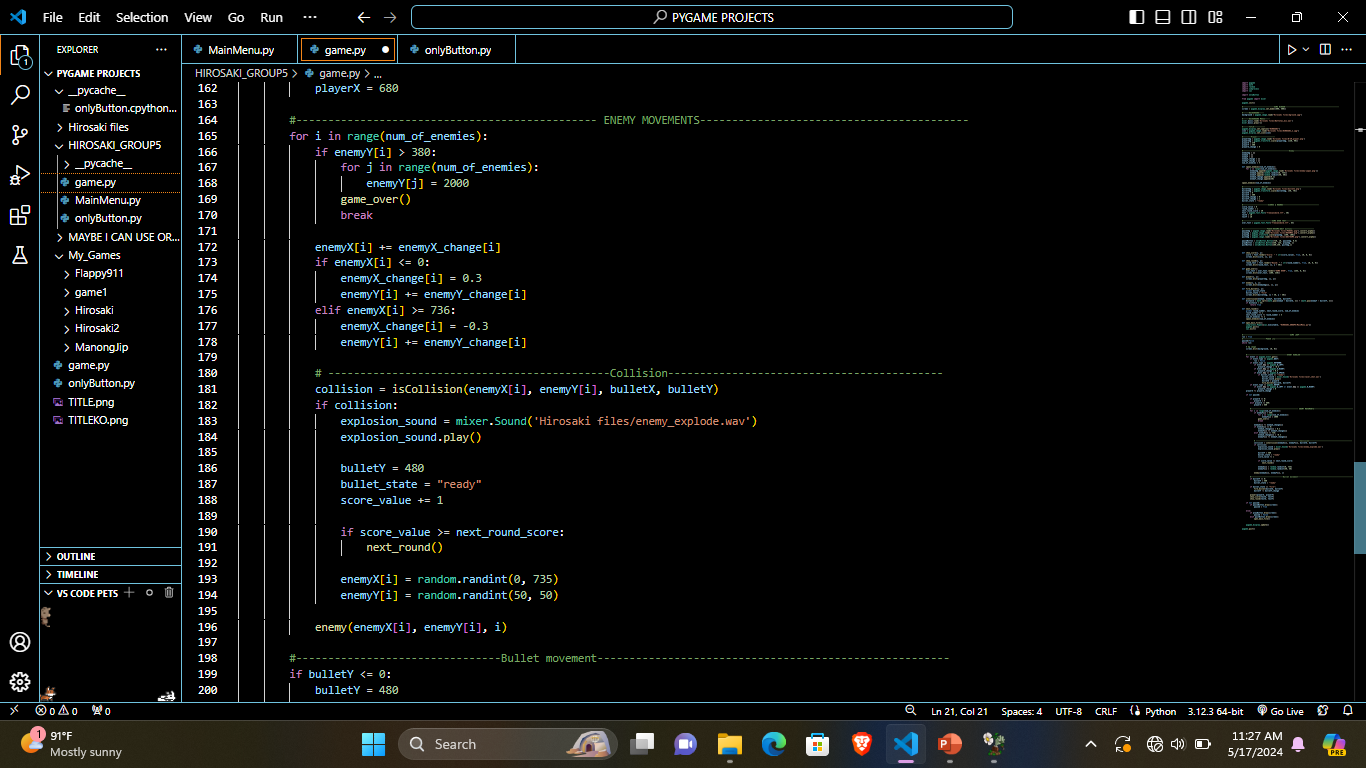 File Edit Selection View Go Run ··· PYGAME PROJECTS
EXPLORER ···
PYGAME PROJECTS
__pycache__
onlyButton.cpython...
Hirosaki files
HIROSAKI_GROUP5
__pycache__
game.py
MainMenu.py
onlyButton.py
MAYBE I CAN USE OR...
My_Games
Flappy911
game1
Hirosaki
Hirosaki2
ManongJip
game.py
onlyButton.py
TITLE.png
TITLEKO.png
OUTLINE
TIMELINE
VS CODE PETS
1
MainMenu.py game.py onlyButton.py
HIROSAKI_GROUP5 > game.py > ...
162 playerX = 680
163
164 #------------------------------------------- ENEMY MOVEMENTS------------------------------------------
165 for i in range(num_of_enemies):
166 if enemyY[i] > 380:
167 for j in range(num_of_enemies):
168 enemyY[j] = 2000
169 game_over()
170 break
171
172 enemyX[i] += enemyX_change[i]
173 if enemyX[i] <= 0:
174 enemyX_change[i] = 0.3
175 enemyY[i] += enemyY_change[i]
176 elif enemyX[i] >= 736:
177 enemyX_change[i] = -0.3
178 enemyY[i] += enemyY_change[i]
179
180 # --------------------------------------------Collision-------------------------------------------
181 collision = isCollision(enemyX[i], enemyY[i], bulletX, bulletY)
182 if collision:
183 explosion_sound = mixer.Sound('Hirosaki files/enemy_explode.wav')
184 explosion_sound.play()
185
186 bulletY = 480
187 bullet_state = "ready"
188 score_value += 1
189
190 if score_value >= next_round_score:
191 next_round()
192
193 enemyX[i] = random.randint(0, 735)
194 enemyY[i] = random.randint(50, 50)
195
196 enemy(enemyX[i], enemyY[i], i)
197
198 #--------------------------------Bullet movement-------------------------------------------------------
199 if bulletY <= 0:
200 bulletY = 480
0 0 0 Ln 21, Col 21 Spaces: 4 UTF-8 CRLF Python 3.12.3 64-bit Go Live
1
91°F
Mostly sunny
Search
PRE
11:27 AM
5/17/2024